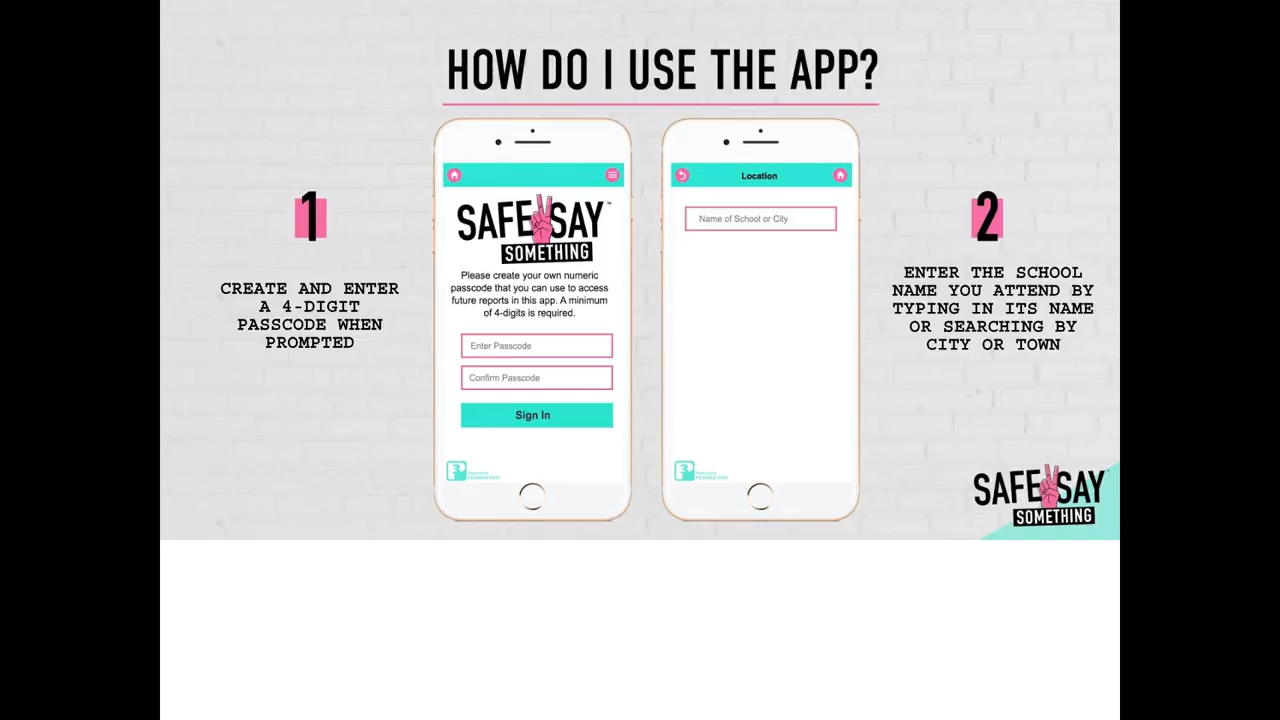 HOW DO I USE THE APP?
1
CREATE AND ENTER
A 4-DIGIT
PASSCODE WHEN
PROMPTED
SAFE SAY™
SOMETHING
Please create your own numeric
passcode that you can use to access
future reports in this app. A minimum
of 4-digits is required.
Enter Passcode
Confirm Passcode
Sign In
Location
Name of School or City
2
ENTER THE SCHOOL
NAME YOU ATTEND BY
TYPING IN ITS NAME
OR SEARCHING BY
CITY OR TOWN
SAFE SAY
SOMETHING